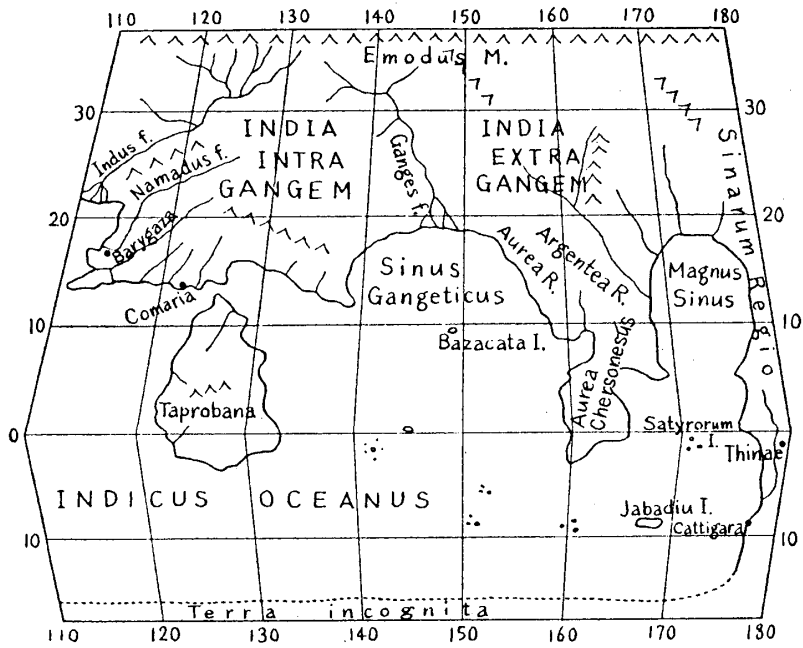 110 120 130 140 150 160 170 180
Emodus M.
30 30
INDIA
INTRA
GANGEM
INDIA
EXTRA
GANGEM
Indus f.
Namadus f.
Ganges f.
Sinarum Regio
20 20
Barygaza
Aurea R.
Argentea R.
Sinus
Gangeticus
Magnus
Sinus
Comaria
10 10
Bazacata I.
Aurea
Chersonesus
Taprobana
Satyrorum
I.
0 0
Thinae
INDICUS OCEANUS
Jabadiu I.
Cattigara
10 10
Terra incognita
110 120 130 140 150 160 170 180